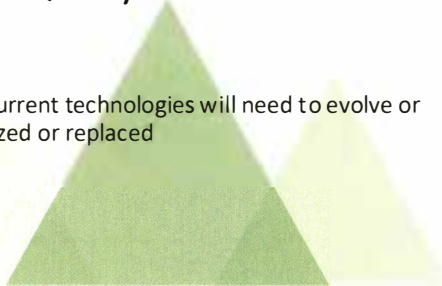 urrent technologies will need to evolve or
zed or replaced